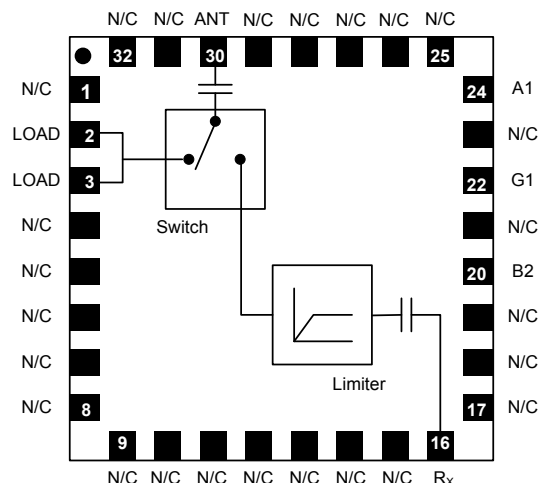 N/C N/C ANT N/C N/C N/C N/C N/C
32 30 25
N/C 1 24 A1
LOAD 2 N/C
LOAD 3 22 G1
N/C Switch N/C
N/C 20 B2
N/C N/C
N/C Limiter N/C
N/C 8 17 N/C
9 16
N/C N/C N/C N/C N/C N/C N/C Rx